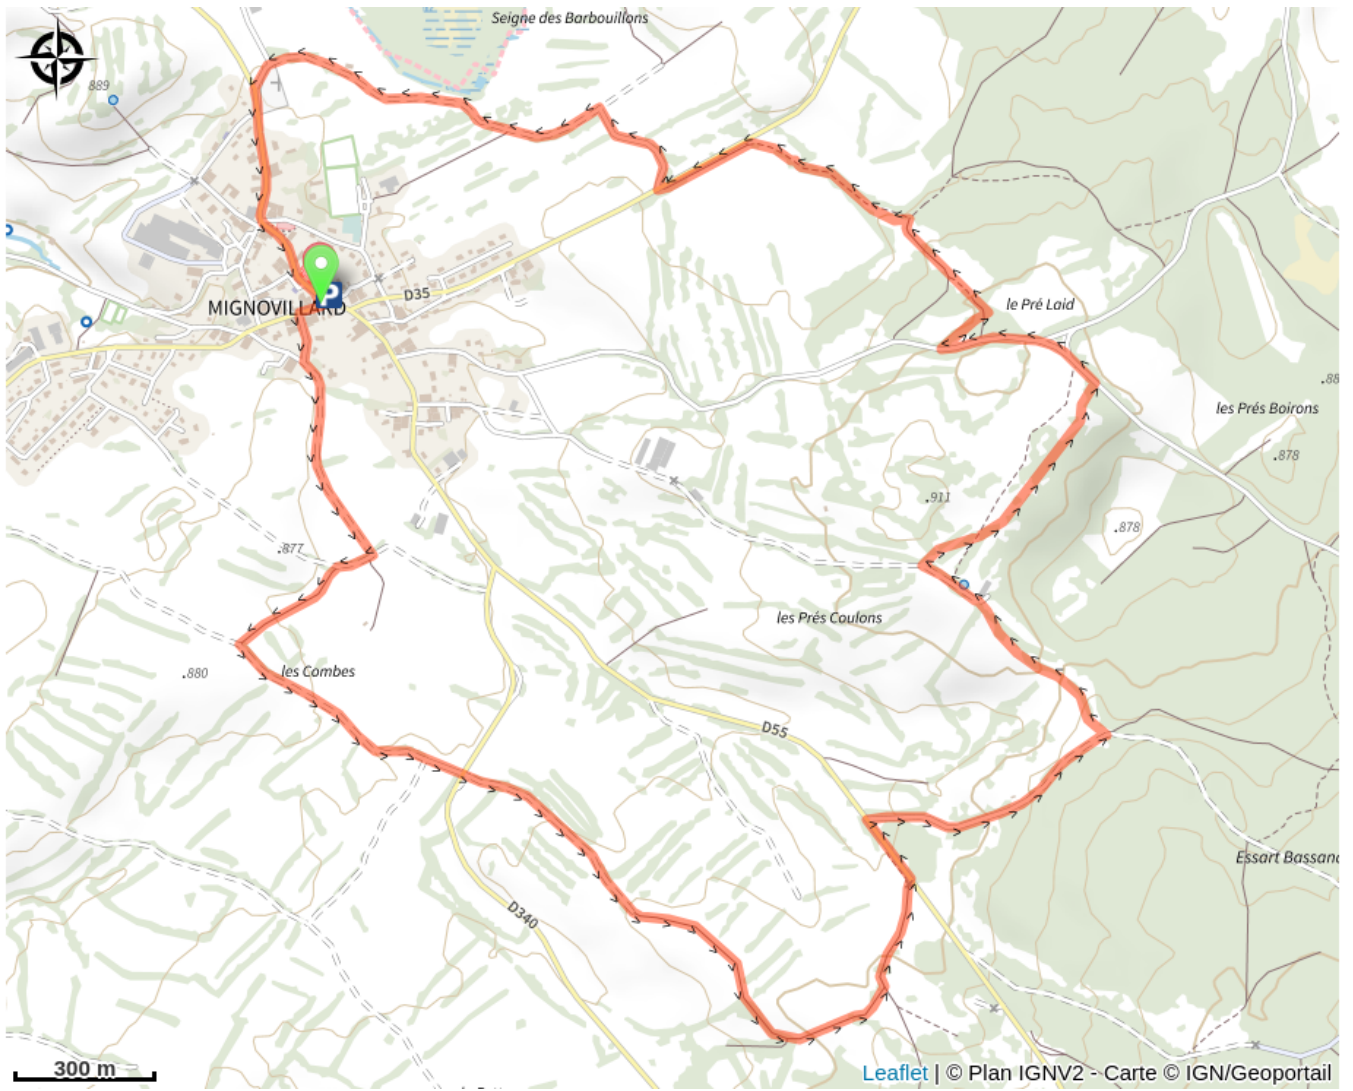 Seigne des Barbouillons
889
le Pré Laid
D35
MIGNOVILLARD
P
les Prés Boirons
.878
.911
.878
.877
les Prés Coulons
les Combes
.880
D55
Essart Bassand
D340
300 m
Leaflet | © Plan IGNV2 - Carte © IGN/Geoportail